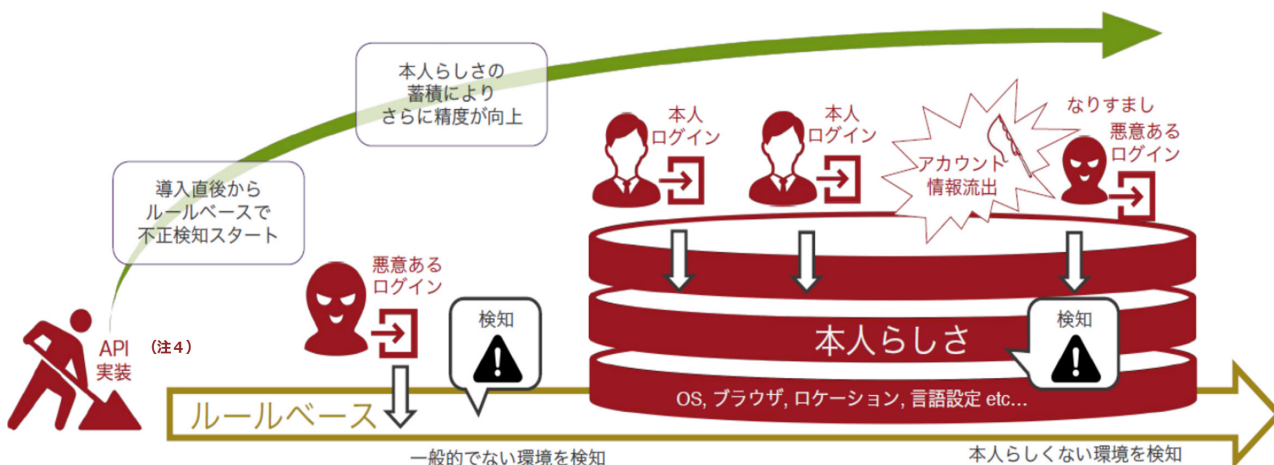 本人らしさの
蓄積により
さらに精度が向上
導入直後から
ルールベースで
不正検知スタート
本人
ログイン
本人
ログイン
アカウント
情報流出
なりすまし
悪意ある
ログイン
悪意ある
ログイン
検知
API
実装
（注４）
本人らしさ
検知
OS, ブラウザ, ロケーション, 言語設定 etc...
ルールベース
一般的でない環境を検知
本人らしくない環境を検知